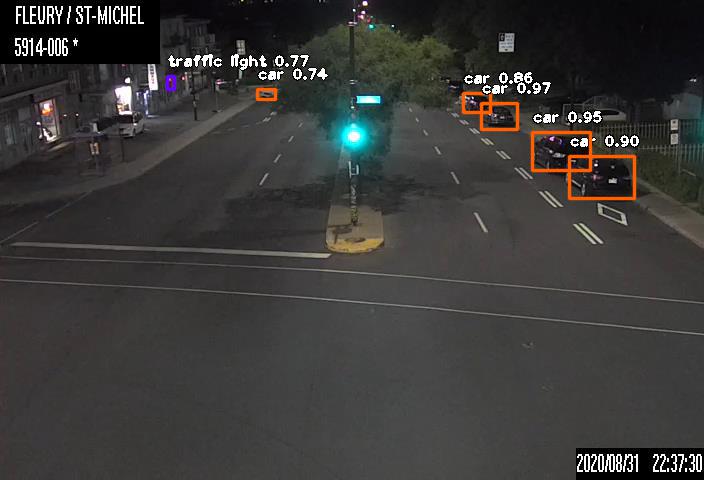 FLEURY / ST-MICHEL
5914-006 *
traffic light 0.77
car 0.74
car 0.86
car 0.97
car 0.95
car 0.90
2020/08/31 22:37:30